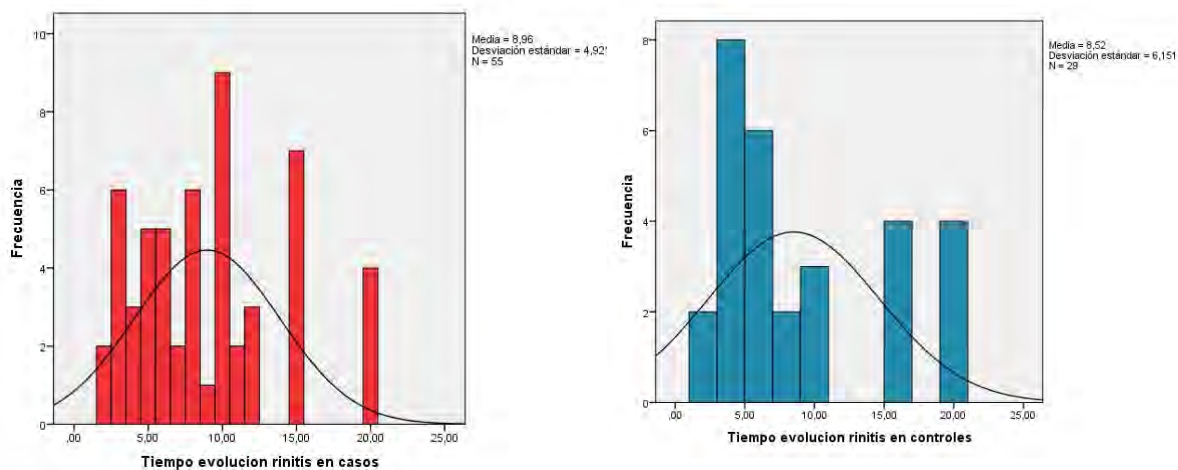 10
8
6
4
2
0
Frecuencia
,00 5,00 10,00 15,00 20,00 25,00
Tiempo evolucion rinitis en casos
Media = 8,96
Desviación estándar = 4,92
N = 55
8
6
4
2
0
Frecuencia
,00 5,00 10,00 15,00 20,00 25,00
Tiempo evolucion rinitis en controles
Media = 8,52
Desviación estándar = 6,151
N = 29